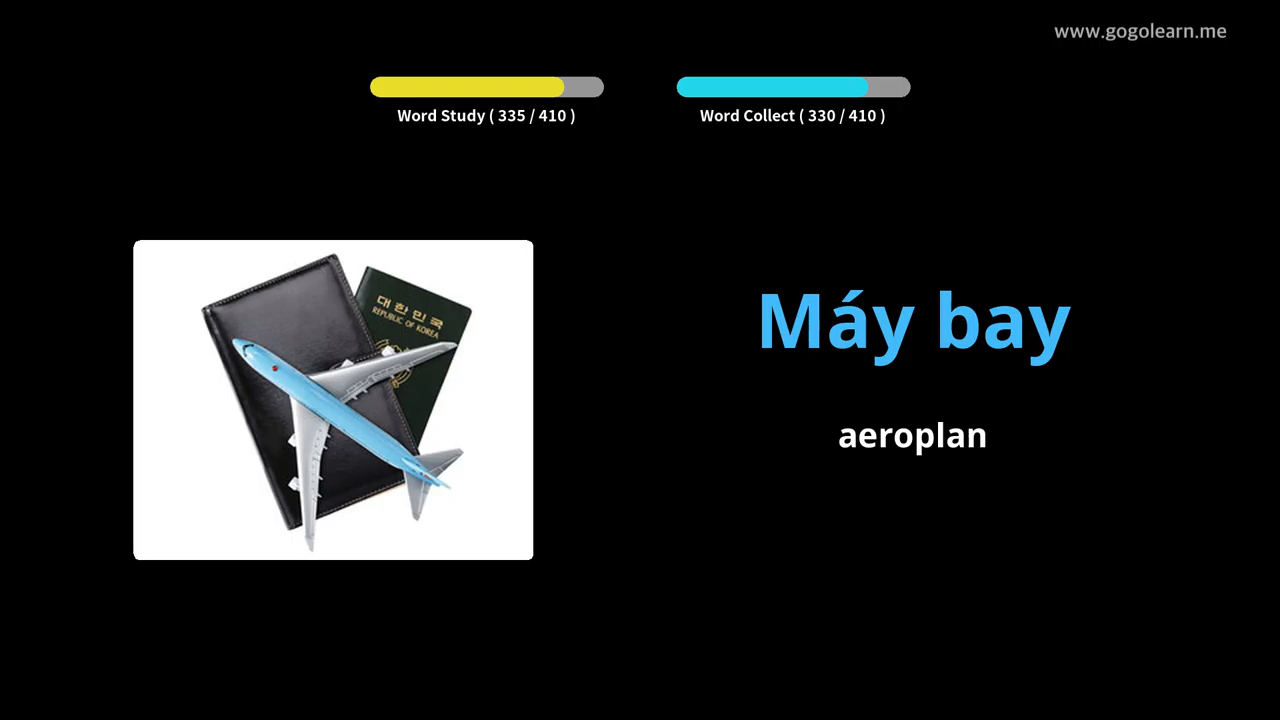 www.gogolearn.me
Word Study ( 335 / 410 )
Word Collect ( 330 / 410 )
대한민국
REPUBLIC OF KOREA
Máy bay
aeroplan